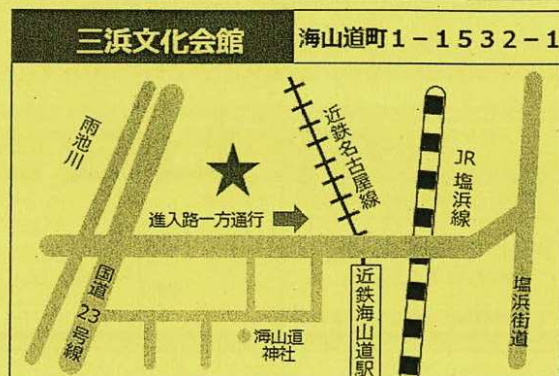 三浜文化会館
海山道町1-1532-1
雨池川
近鉄名古屋線
JR
塩浜線
進入路一方通行
国道23号線
海山道
神社
近鉄海山道駅
塩浜街道